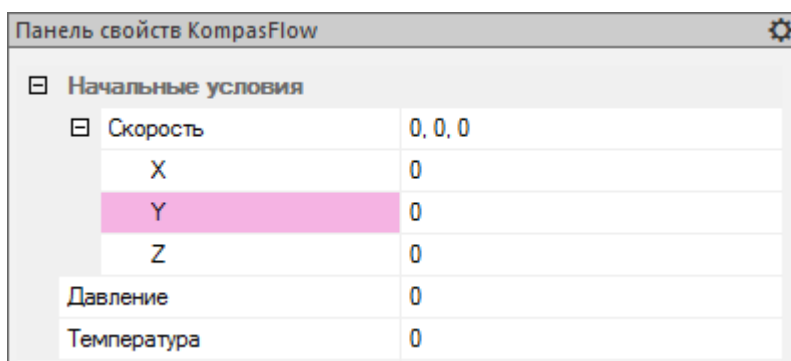 Панель свойств KompasFlow
Начальные условия
Скорость 0, 0, 0
X 0
Y 0
Z 0
Давление 0
Температура 0